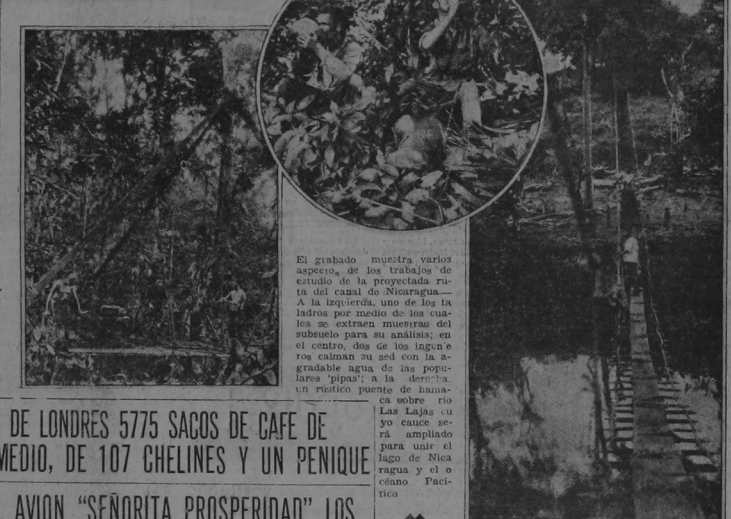 El grabado muestra varios
aspectos de los trabajos de
estudio de la proyectada ru-
ta del canal de Nicaragua.—
A la izquierda, uno de los ta
ladros por medio de los cua-
les se extraen muestras del
subsuelo para su análisis; en
el centro, dos de los ingenie
ros calman su sed con la a-
gradable agua de las popu-
lares 'pipas'; a la derecha,
un rústico puente de hama-
ca sobre río
Las Lajas cu
yo cauce se-
rá ampliado
para unir el
lago de Nica
ragua y el o
céano Pací-
fico
DE LONDRES 5775 SACOS DE CAFE DE
MEDIO, DE 107 CHELINES Y UN PENIQUE
AVION "SEÑORITA PROSPERIDAD" LOS